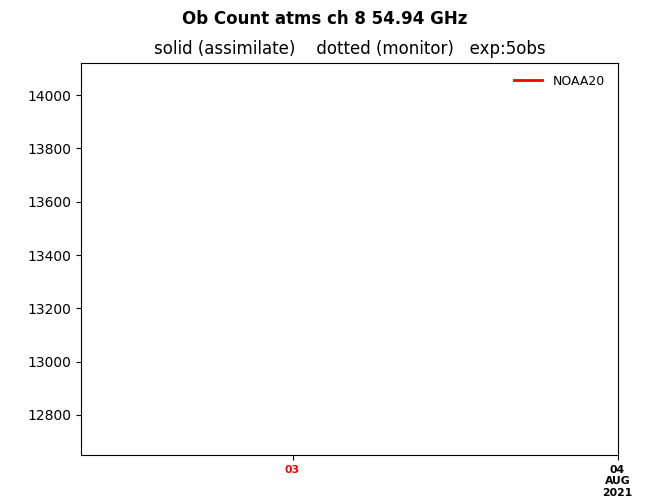 Ob Count atms ch 8 54.94 GHz
solid (assimilate)    dotted (monitor)   exp:5obs
NOAA20
14000
13800
13600
13400
13200
13000
12800
03
04
AUG
2021